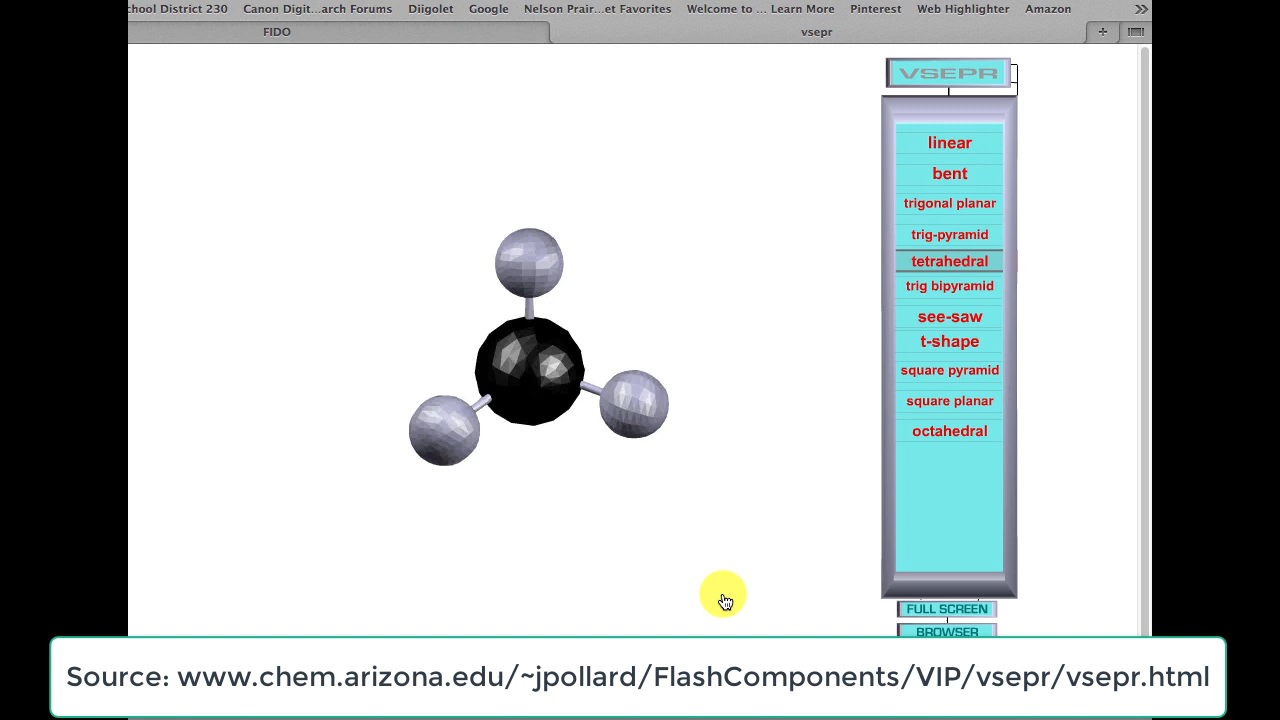 chool District 230 Canon Digit...arch Forums Diigolet Google Nelson Prair...et Favorites Welcome to ... Learn More Pinterest Web Highlighter Amazon
FIDO vsepr
VSEPR
linear
bent
trigonal planar
trig-pyramid
tetrahedral
trig bipyramid
see-saw
t-shape
square pyramid
square planar
octahedral
FULL SCREEN
BROWSER
Source: www.chem.arizona.edu/~jpollard/FlashComponents/VIP/vsepr/vsepr.html